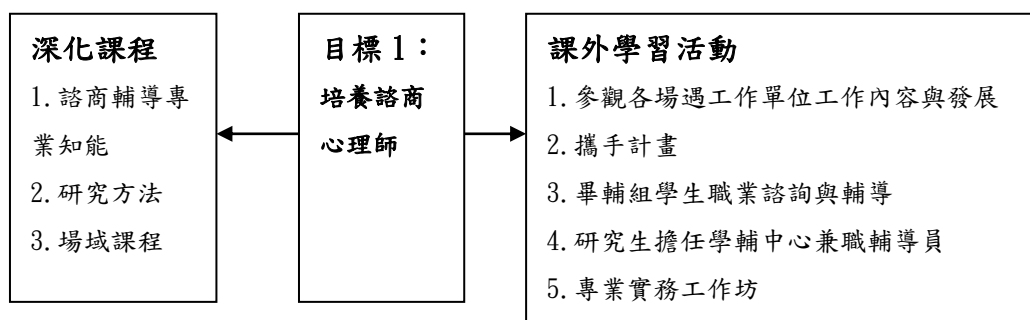 深化課程
1.諮商輔導專
業知能
2.研究方法
3.場域課程
目標1：
培養諮商
心理師
課外學習活動
1.參觀各場遇工作單位工作內容與發展
2.攜手計畫
3.畢輔組學生職業諮詢與輔導
4.研究生擔任學輔中心兼職輔導員
5.專業實務工作坊